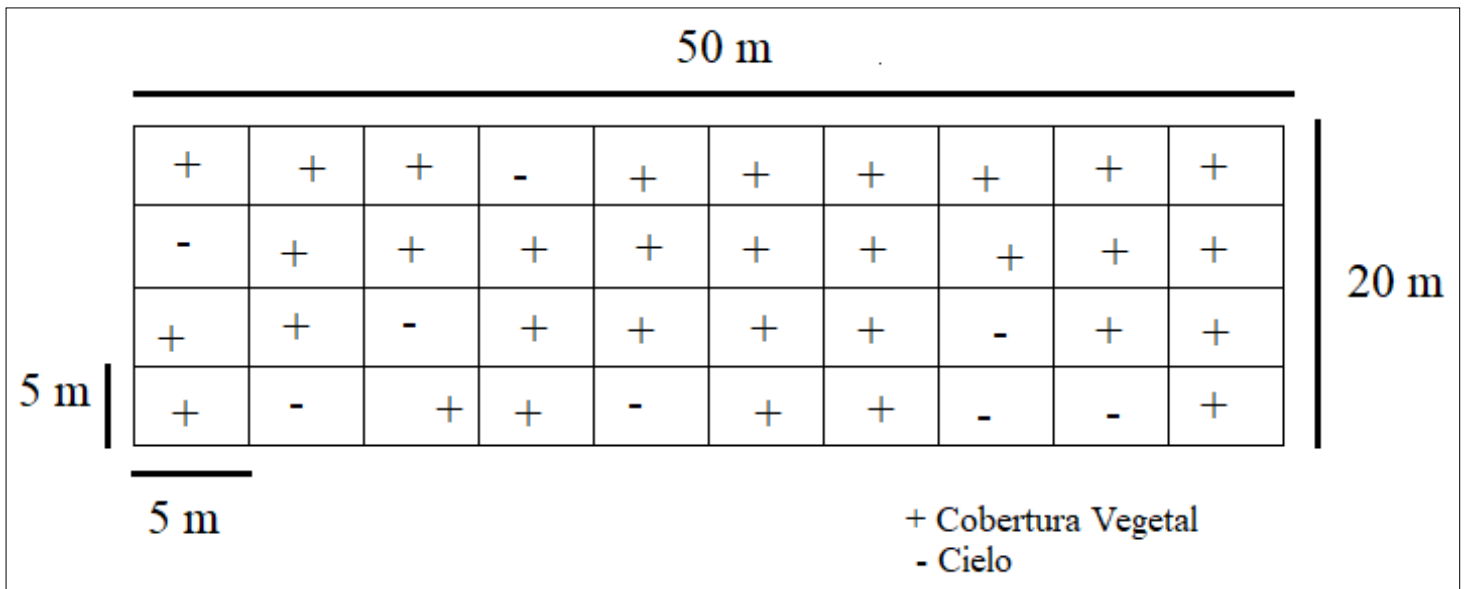 50 m
+ + + - + + + + + +
- + + + + + + + + +
+ + - + + + + - + +
+ - + + - + + - - +
20 m
5 m
5 m
+ Cobertura Vegetal
- Cielo